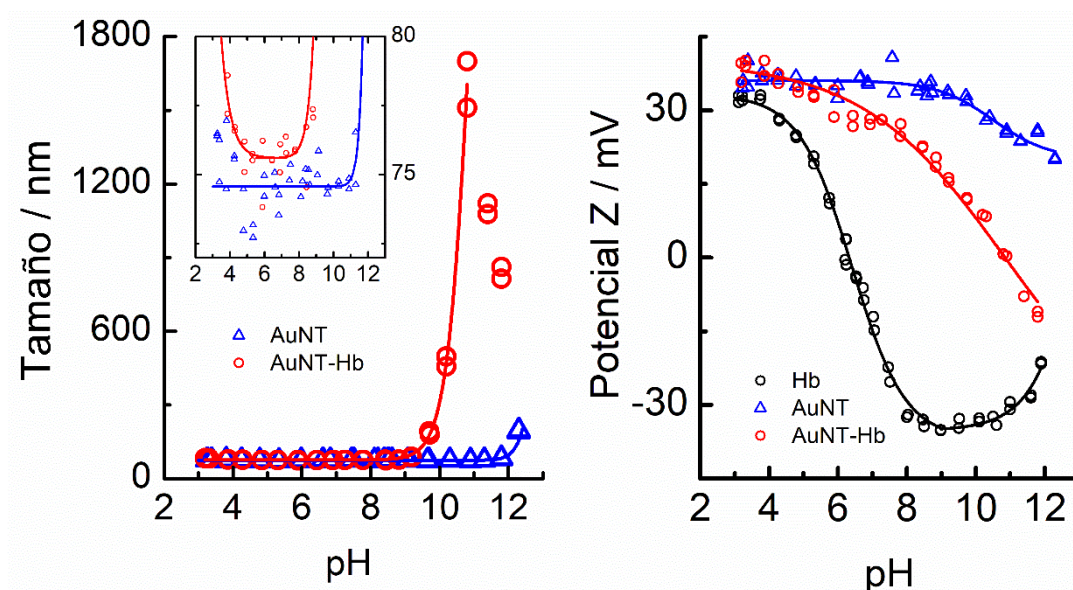 Tamaño / nm
1800
1200
600
0
2 4 6 8 10 12
pH
2 4 6 8 10 12
80
75
AuNT
AuNT-Hb
Potencial Z / mV
30
0
-30
2 4 6 8 10 12
pH
Hb
AuNT
AuNT-Hb